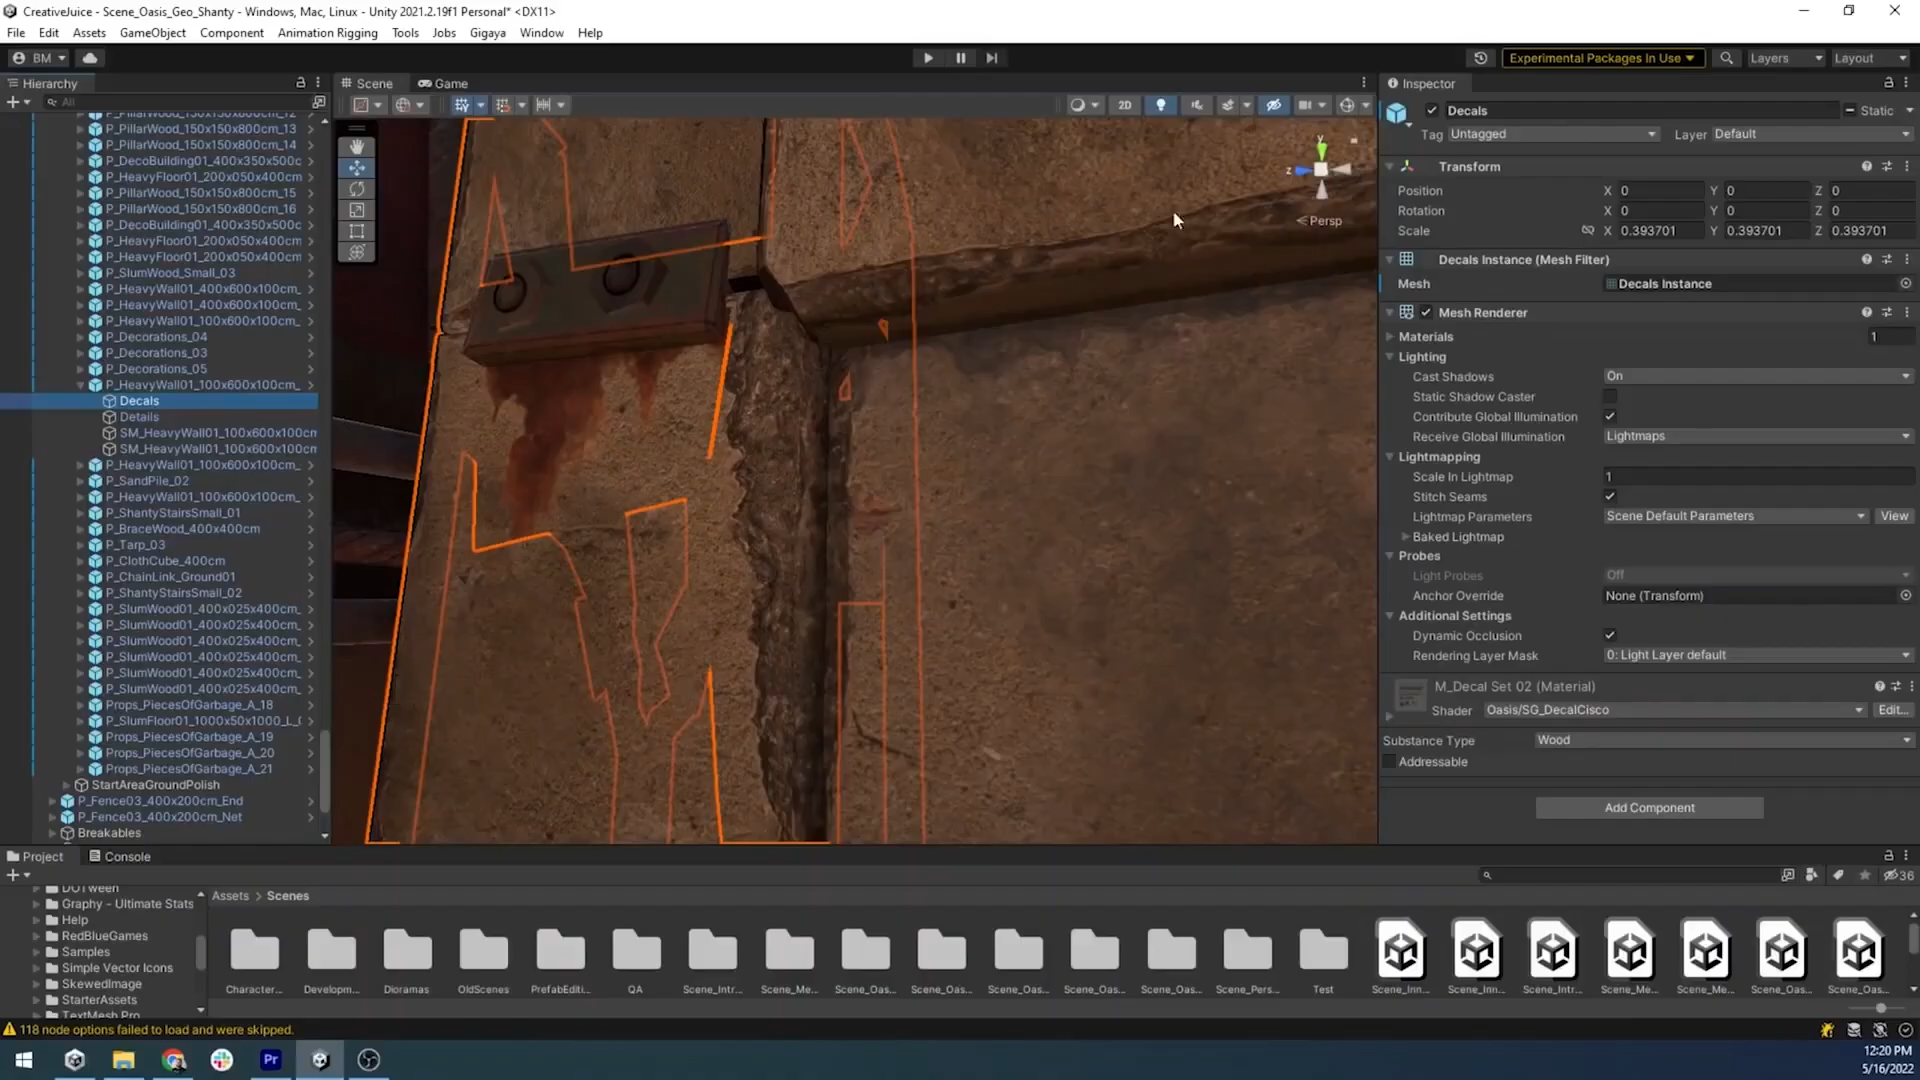 CreativeJuice - Scene_Oasis_Geo_Shanty - Windows, Mac, Linux - Unity 2021.2.19f1 Personal* <DX11>
File Edit Assets GameObject Component Animation Rigging Tools Jobs Gigaya Window Help
BM Experimental Packages In Use Layers Layout
Hierarchy
All
P_PillarWood_150x150x800cm_12
P_PillarWood_150x150x800cm_13
P_PillarWood_150x150x800cm_14
P_DecoBuilding01_400x350x500c
P_HeavyFloor01_200x050x400cm
P_PillarWood_150x150x800cm_15
P_PillarWood_150x150x800cm_16
P_DecoBuilding01_400x350x500c
P_HeavyFloor01_200x050x400cm
P_HeavyFloor01_200x050x400cm
P_SlumWood_Small_03
P_HeavyWall01_400x600x100cm_
P_HeavyWall01_400x600x100cm_
P_HeavyWall01_100x600x100cm_
P_Decorations_04
P_Decorations_03
P_Decorations_05
P_HeavyWall01_100x600x100cm_
Decals
Details
SM_HeavyWall01_100x600x100cm
SM_HeavyWall01_100x600x100cm
P_HeavyWall01_100x600x100cm_
P_SandPile_02
P_HeavyWall01_100x600x100cm_
P_ShantyStairsSmall_01
P_BraceWood_400x400cm
P_Tarp_03
P_ClothCube_400cm
P_ChainLink_Ground01
P_ShantyStairsSmall_02
P_SlumWood01_400x025x400cm_
P_SlumWood01_400x025x400cm_
P_SlumWood01_400x025x400cm_
P_SlumWood01_400x025x400cm_
P_SlumWood01_400x025x400cm_
P_SlumWood01_400x025x400cm_
Props_PiecesOfGarbage_A_18
P_SlumFloor01_1000x50x1000_L_
Props_PiecesOfGarbage_A_19
Props_PiecesOfGarbage_A_20
Props_PiecesOfGarbage_A_21
StartAreaGroundPolish
P_Fence03_400x200cm_End
P_Fence03_400x200cm_Net
Breakables
Scene Game
2D
y
z
Persp
Inspector
Decals Static
Tag Untagged Layer Default
Transform
Position X 0 Y 0 Z 0
Rotation X 0 Y 0 Z 0
Scale X 0.393701 Y 0.393701 Z 0.393701
Decals Instance (Mesh Filter)
Mesh Decals Instance
Mesh Renderer
Materials 1
Lighting
Cast Shadows On
Static Shadow Caster
Contribute Global Illumination
Receive Global Illumination Lightmaps
Lightmapping
Scale In Lightmap 1
Stitch Seams
Lightmap Parameters Scene Default Parameters View
Baked Lightmap
Probes
Light Probes Off
Anchor Override None (Transform)
Additional Settings
Dynamic Occlusion
Rendering Layer Mask 0: Light Layer default
M_Decal Set 02 (Material)
Shader Oasis/SG_DecalCisco Edit...
Substance Type Wood
Addressable
Add Component
Project Console
36
DOTween
Graphy - Ultimate Stats
Help
RedBlueGames
Samples
Simple Vector Icons
SkewedImage
StarterAssets
TextMesh Pro
Assets > Scenes
Character... Developm... Dioramas OldScenes PrefabEditi... QA Scene_Intr... Scene_Me... Scene_Oas... Scene_Oas... Scene_Oas... Scene_Oas... Scene_Oas... Scene_Pers... Test Scene_Inn... Scene_Inn... Scene_Intr... Scene_Me... Scene_Me... Scene_Oas... Scene_Oas...
118 node options failed to load and were skipped.
Pr
12:20 PM
5/16/2022